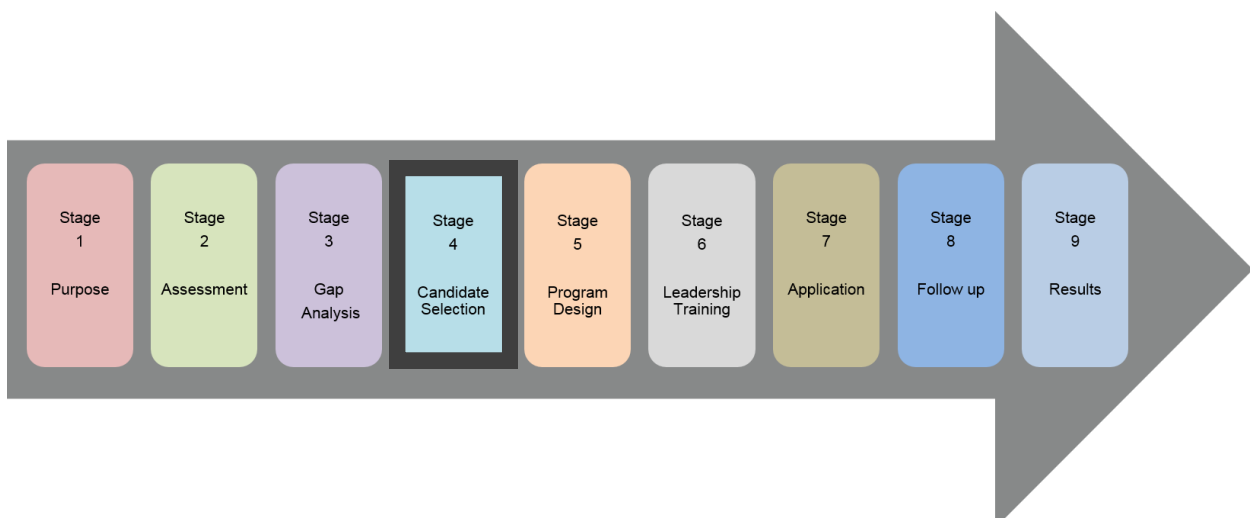 Stage
1
Purpose
Stage
2
Assessment
Stage
3
Gap
Analysis
Stage
4
Candidate
Selection
Stage
5
Program
Design
Stage
6
Leadership
Training
Stage
7
Application
Stage
8
Follow up
Stage
9
Results